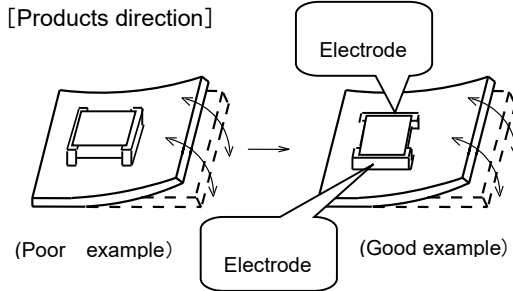 [Products direction]
Electrode
(Poor example)
(Good example)
Electrode